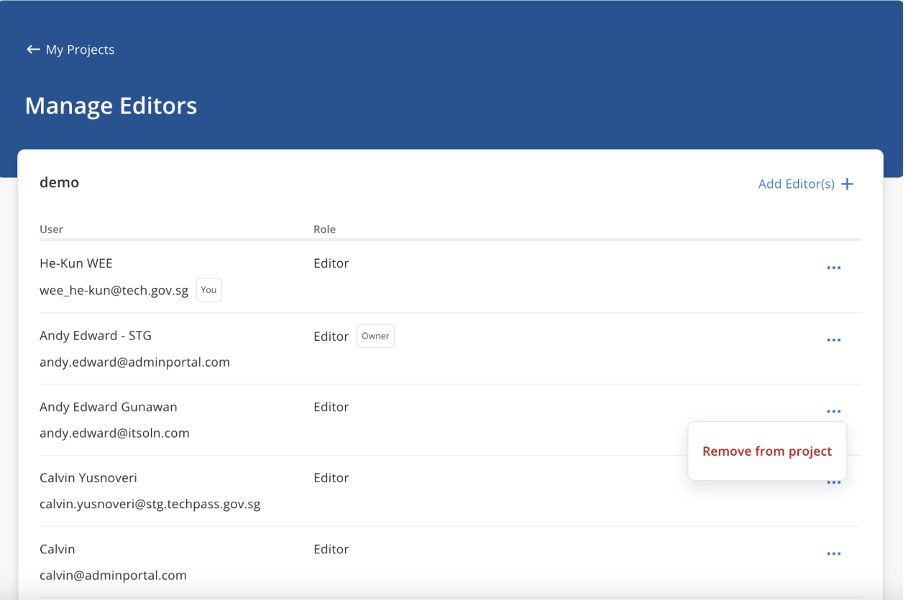 ← My Projects
Manage Editors
demo
Add Editor(s) +
User Role
He-Kun WEE Editor
wee_he-kun@tech.gov.sg You
Andy Edward - STG Editor Owner
andy.edward@adminportal.com
Andy Edward Gunawan Editor
andy.edward@itsoln.com
Remove from project
Calvin Yusnoveri Editor
calvin.yusnoveri@stg.techpass.gov.sg
Calvin Editor
calvin@adminportal.com